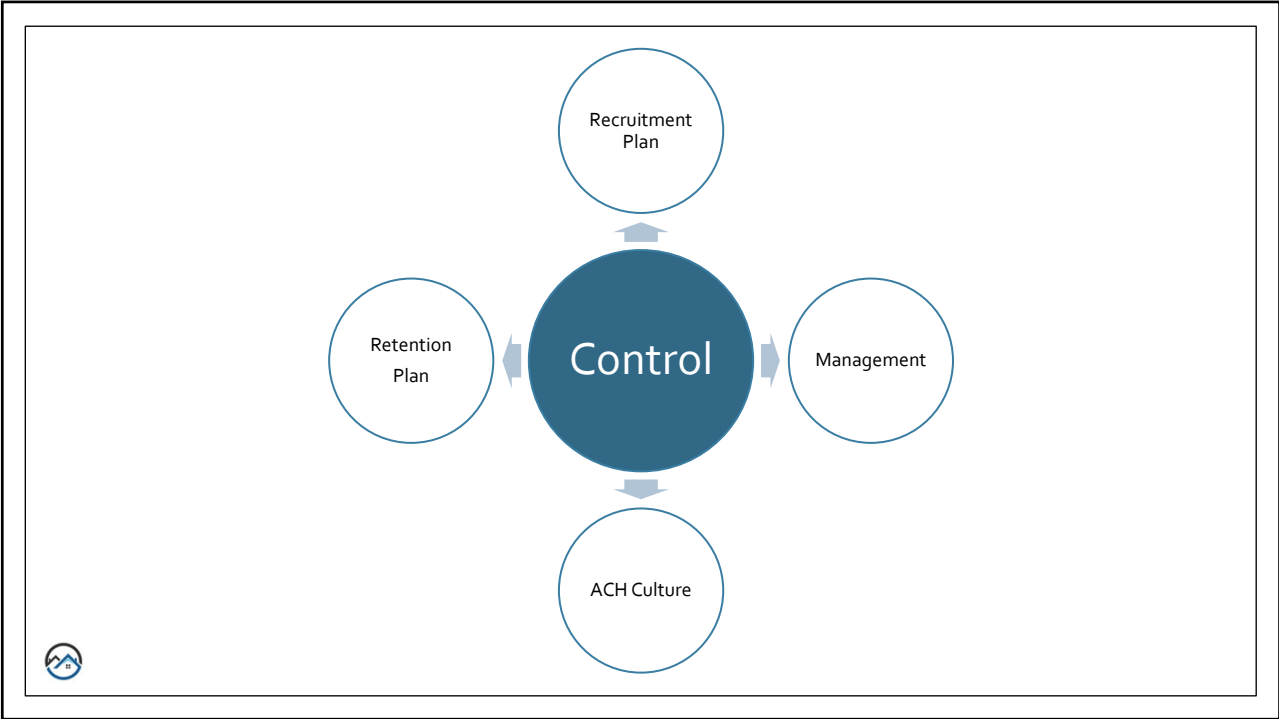 Recruitment
Plan
Retention
Plan
Control
Management
ACH Culture